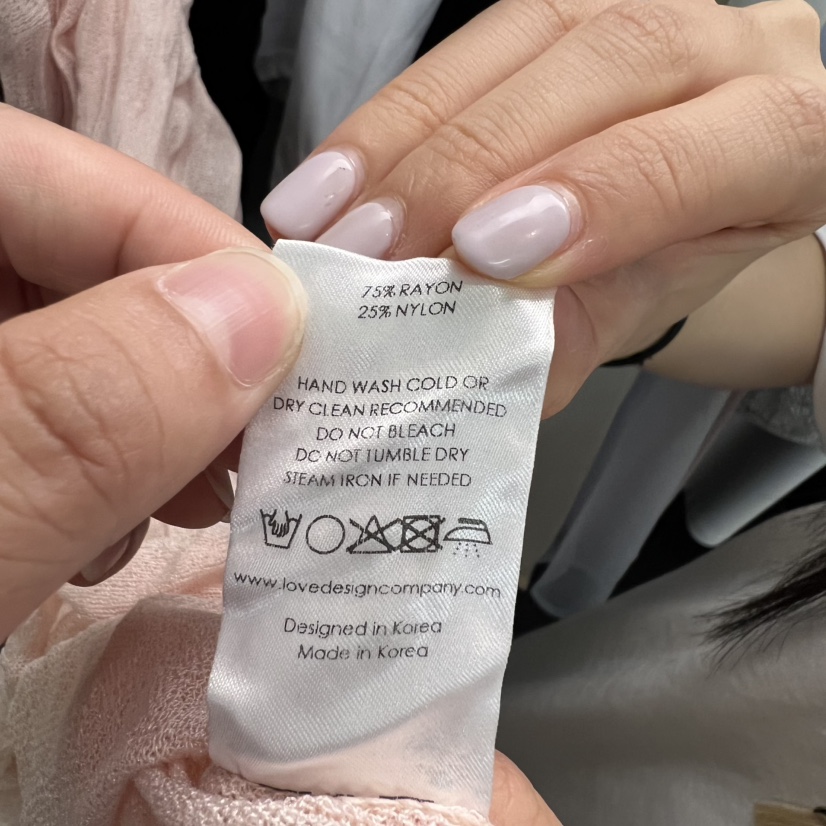 75% RAYON
25% NYLON
HAND WASH COLD OR
DRY CLEAN RECOMMENDED
DO NOT BLEACH
DO NOT TUMBLE DRY
STEAM IRON IF NEEDED
www.lovedesigncompany.com
Designed in Korea
Made in Korea